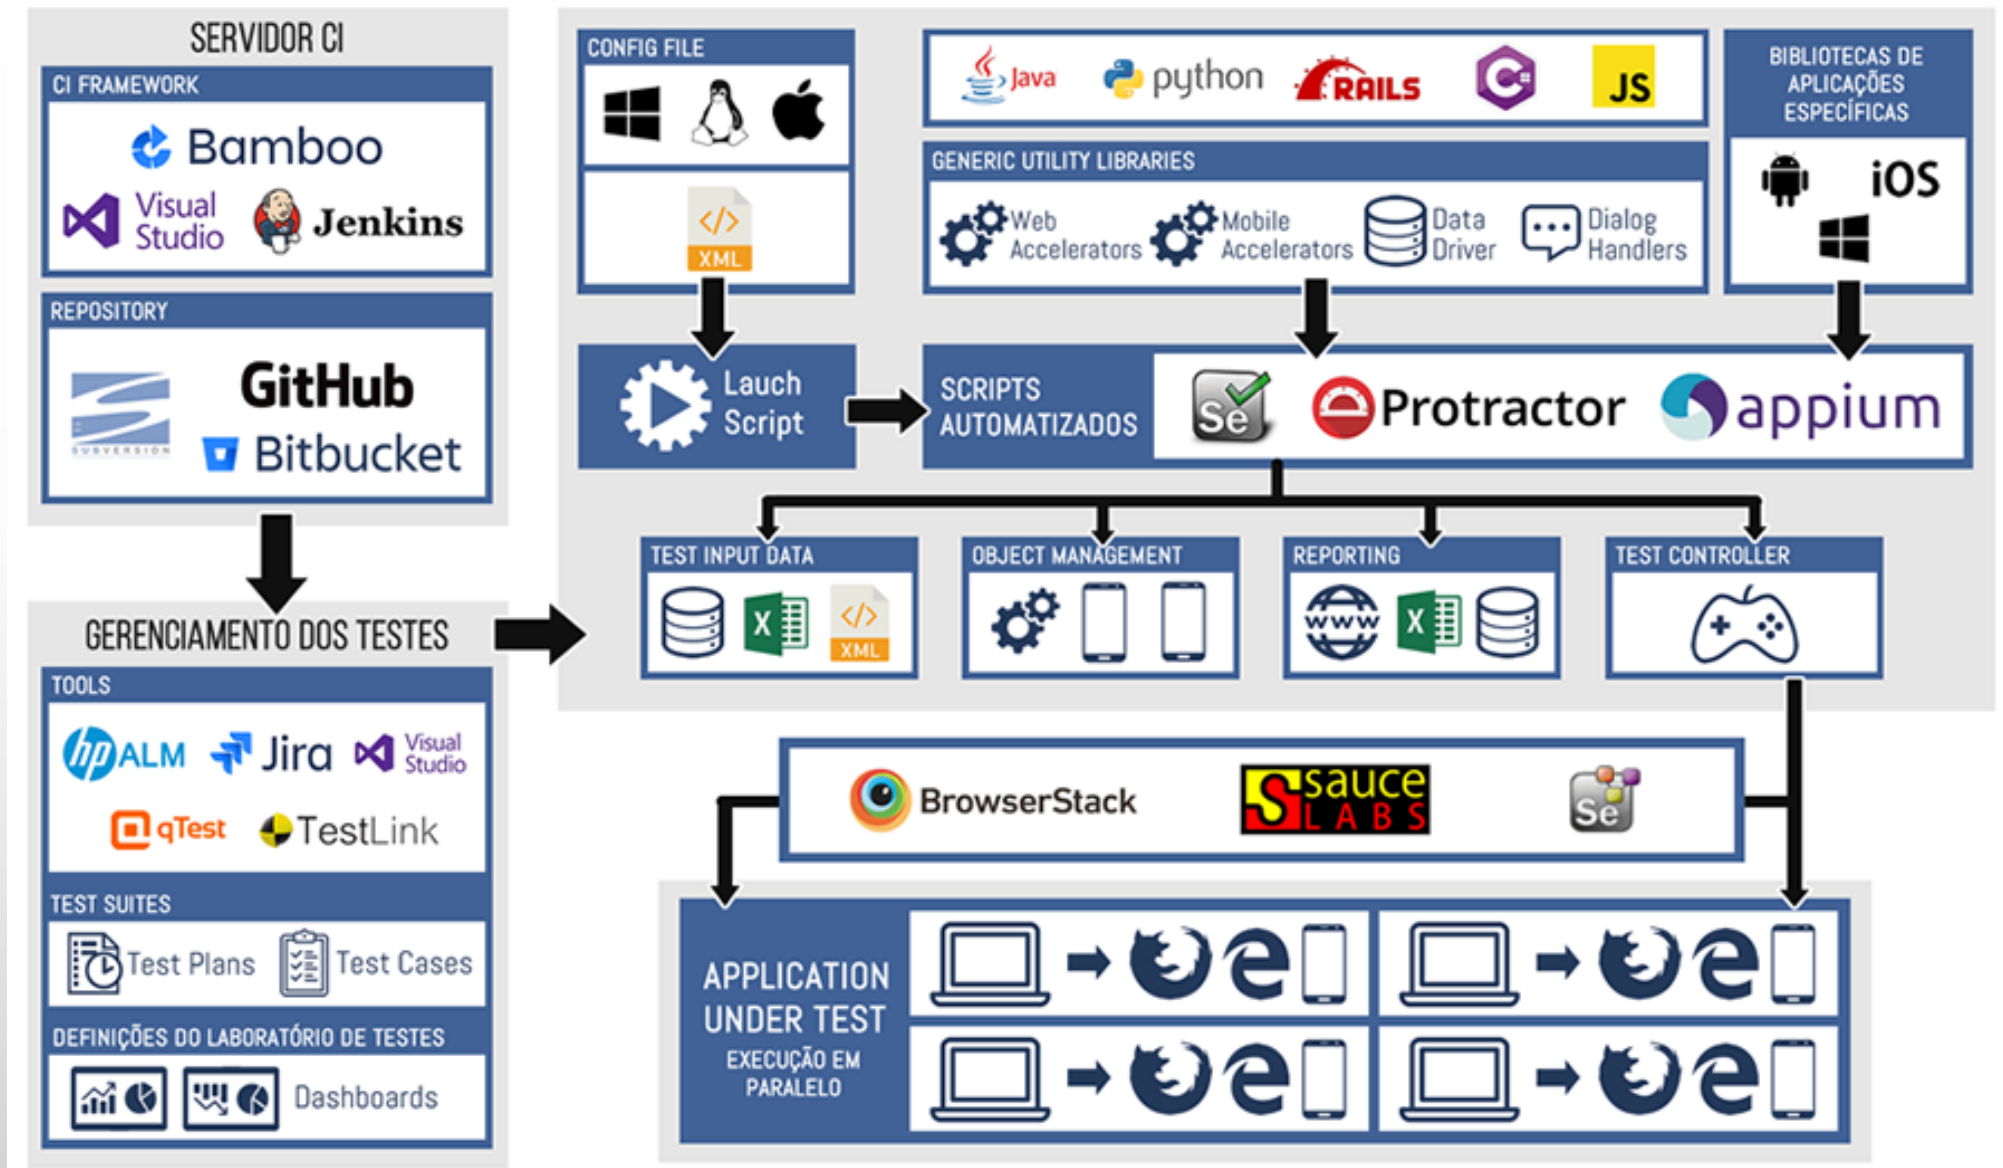 SERVIDOR CI
CI FRAMEWORK
Bamboo
Visual
Studio
Jenkins
REPOSITORY
SUBVERSION
GitHub
Bitbucket
GERENCIAMENTO DOS TESTES
TOOLS
hp ALM
Jira
Visual
Studio
qTest
TestLink
TEST SUITES
Test Plans
Test Cases
DEFINIÇÕES DO LABORATÓRIO DE TESTES
Dashboards
CONFIG FILE
</>
XML
Java
python
RAILS
C#
JS
GENERIC UTILITY LIBRARIES
Web
Accelerators
Mobile
Accelerators
Data
Driver
Dialog
Handlers
BIBLIOTECAS DE
APLICAÇÕES
ESPECÍFICAS
iOS
Lauch
Script
SCRIPTS
AUTOMATIZADOS
Se
Protractor
appium
TEST INPUT DATA
X
</>
XML
OBJECT MANAGEMENT
REPORTING
www
X
TEST CONTROLLER
BrowserStack
S sauce
LABS
Se
APPLICATION
UNDER TEST
EXECUÇÃO EM
PARALELO